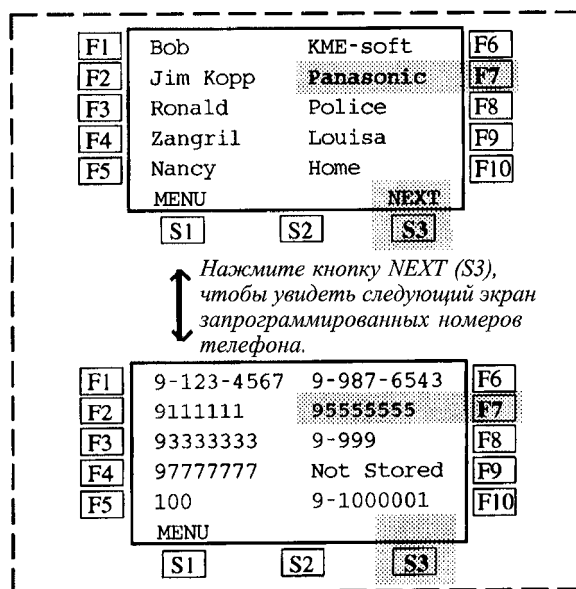 F1 Bob KME-soft F6
F2 Jim Kopp Panasonic F7
F3 Ronald Police F8
F4 Zangril Louisa F9
F5 Nancy Home F10
MENU NEXT
S1 S2 S3
Нажмите кнопку NEXT (S3),
чтобы увидеть следующий экран
запрограммированных номеров
телефона.
F1 9-123-4567 9-987-6543 F6
F2 9111111 95555555 F7
F3 93333333 9-999 F8
F4 97777777 Not Stored F9
F5 100 9-1000001 F10
MENU
S1 S2 S3